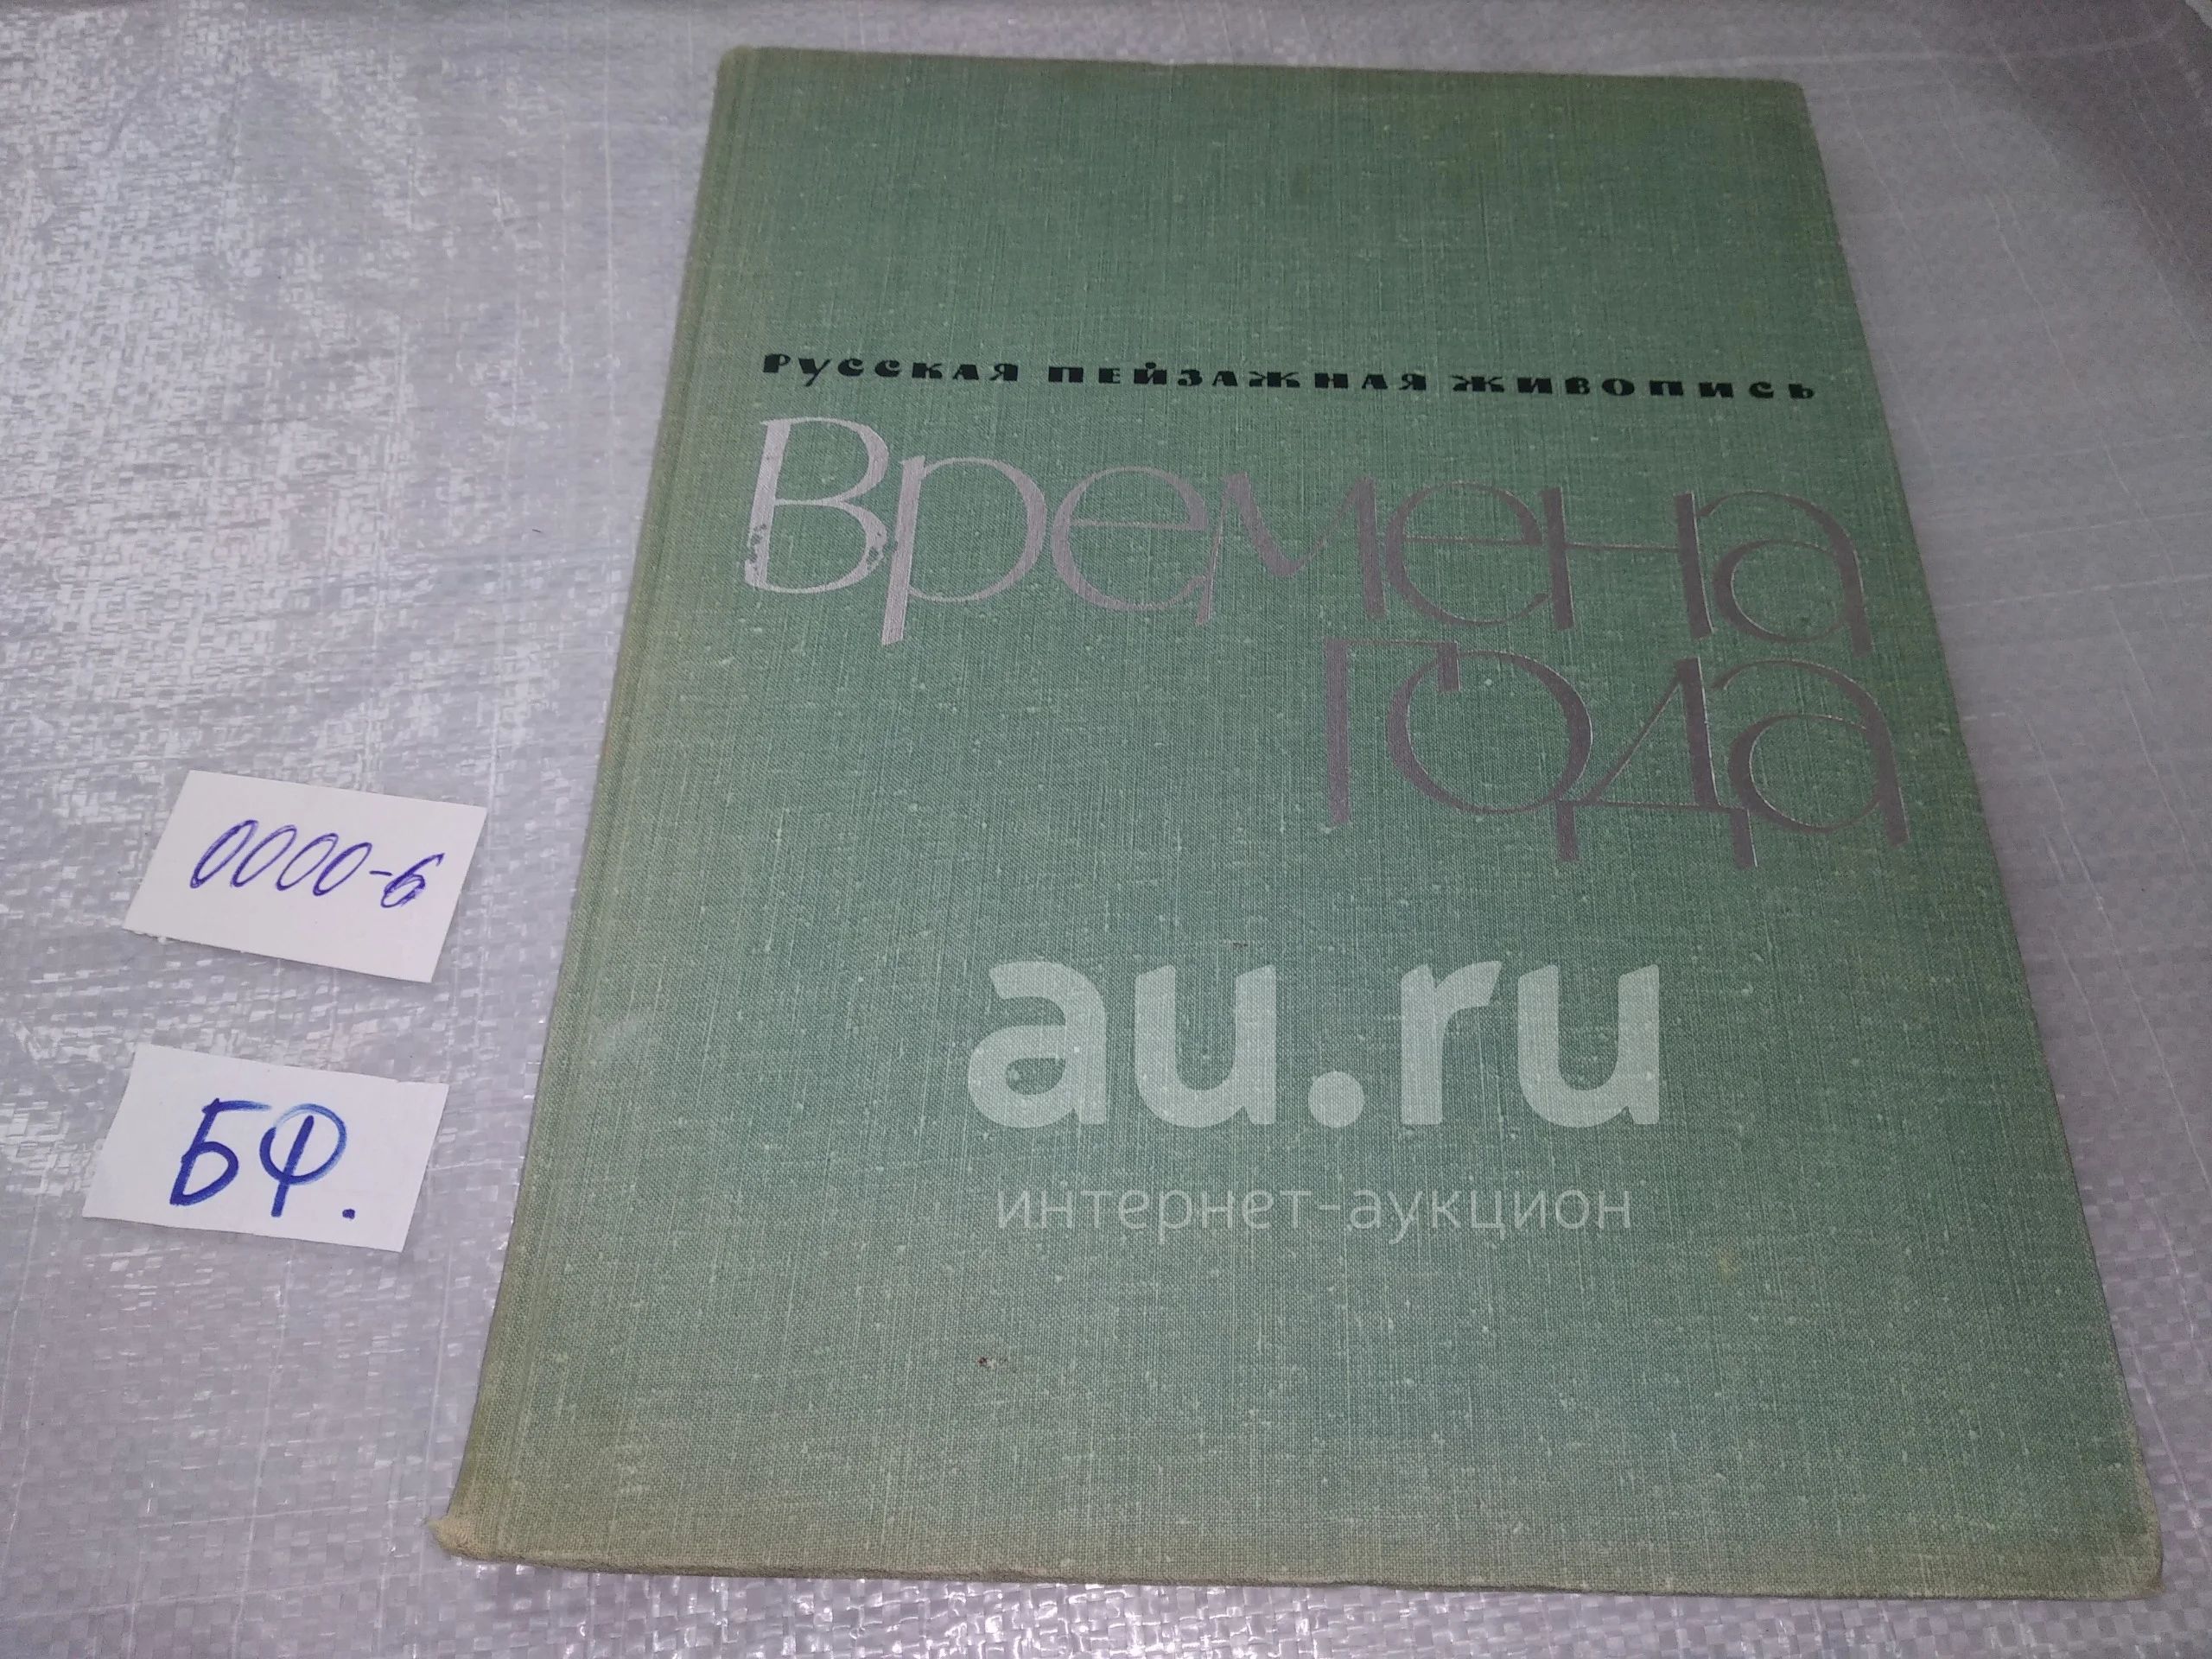 Русская пейзажная живопись
Времена
года
0000-6
БФ.
au.ru
интернет-аукцион